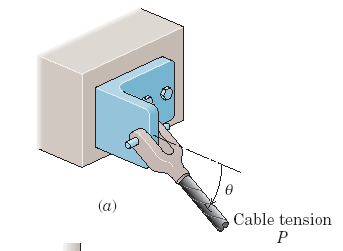 θ
(a)
Cable tension
P